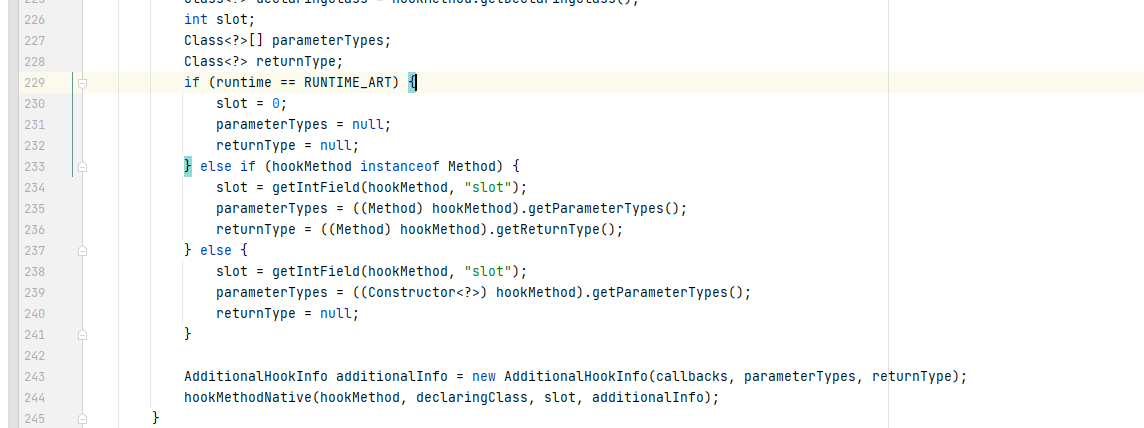 225 Class<?> declaringClass = hookMethod.getDeclaringClass();
226 int slot;
227 Class<?>[] parameterTypes;
228 Class<?> returnType;
229 if (runtime == RUNTIME_ART) {
230 slot = 0;
231 parameterTypes = null;
232 returnType = null;
233 } else if (hookMethod instanceof Method) {
234 slot = getIntField(hookMethod, "slot");
235 parameterTypes = ((Method) hookMethod).getParameterTypes();
236 returnType = ((Method) hookMethod).getReturnType();
237 } else {
238 slot = getIntField(hookMethod, "slot");
239 parameterTypes = ((Constructor<?>) hookMethod).getParameterTypes();
240 returnType = null;
241 }
242
243 AdditionalHookInfo additionalInfo = new AdditionalHookInfo(callbacks, parameterTypes, returnType);
244 hookMethodNative(hookMethod, declaringClass, slot, additionalInfo);
245 }